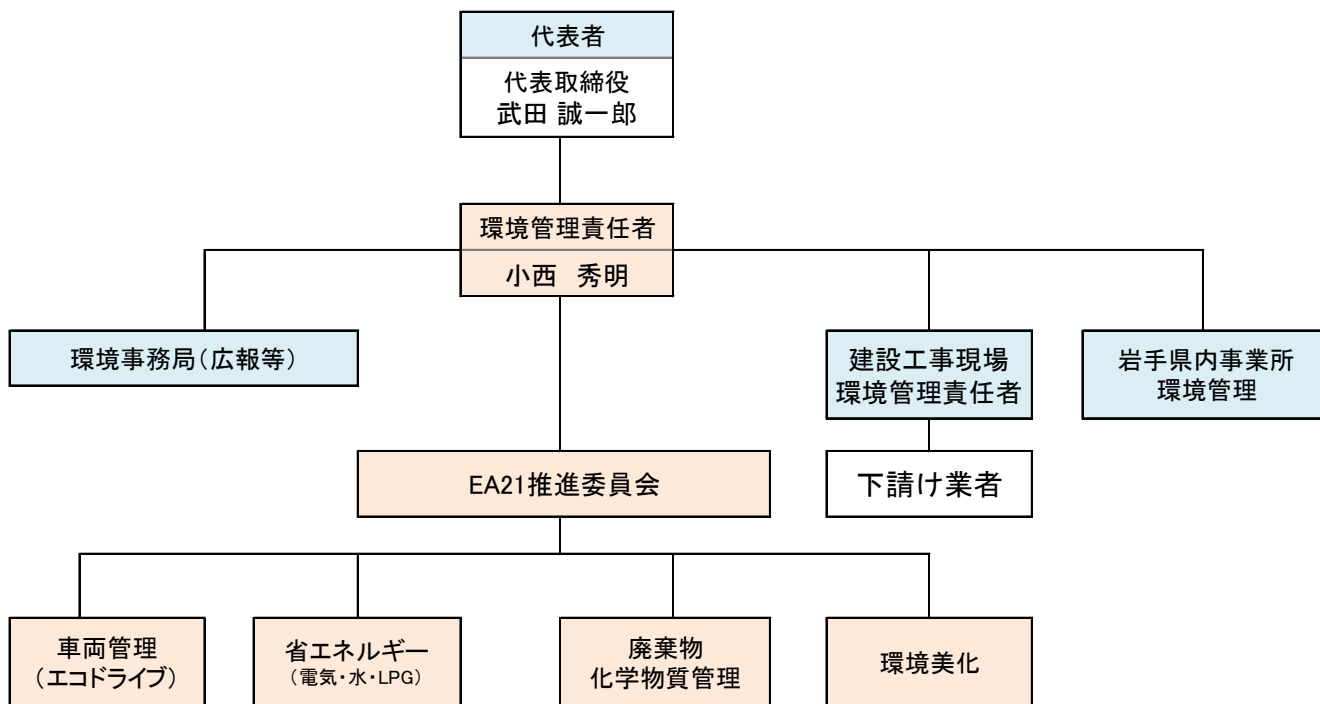 代表者
代表取締役
武田 誠一郎
環境管理責任者
小西　秀明
環境事務局(広報等)
建設工事現場
環境管理責任者
岩手県内事業所
環境管理
EA21推進委員会
下請け業者
車両管理
(エコドライブ)
省エネルギー
(電気・水・LPG)
廃棄物
化学物質管理
環境美化